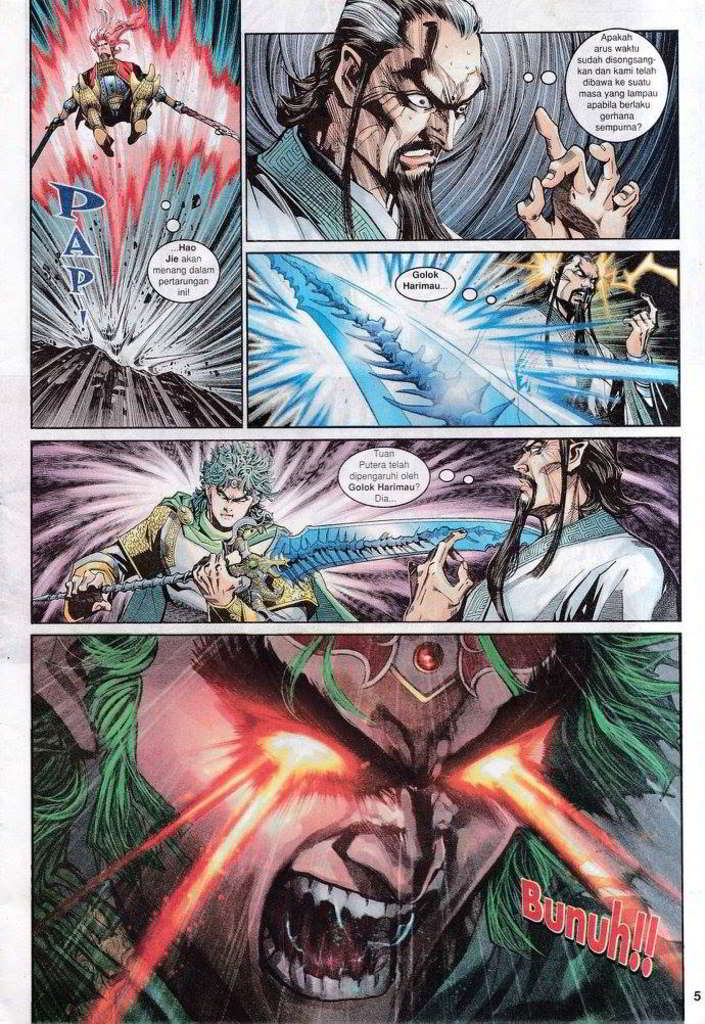 PAP!
...Hao
Jie akan
menang dalam
pertarungan
ini!
Apakah
arus waktu
sudah disongsang-
kan dan kami telah
dibawa ke suatu
masa yang lampau
apabila berlaku
gerhana
sempurna?
Golok
Harimau...
Tuan
Putera telah
dipengaruhi oleh
Golok Harimau?
Dia...
Bunuh!!
5